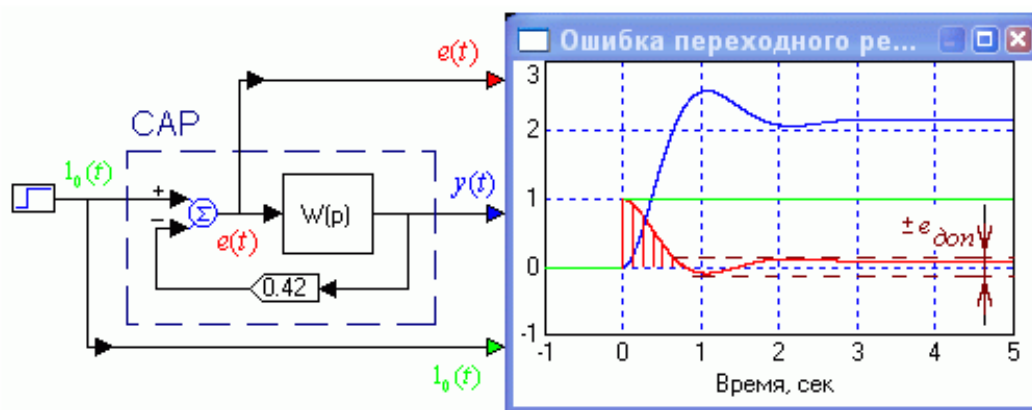 e(t)
САР
1₀(t)
+
−
Σ
e(t)
W(p)
y(t)
0.42
1₀(t)
Ошибка переходного ре...
3
2
1
0
-1
± e доп
-1 0 1 2 3 4 5
Время, сек